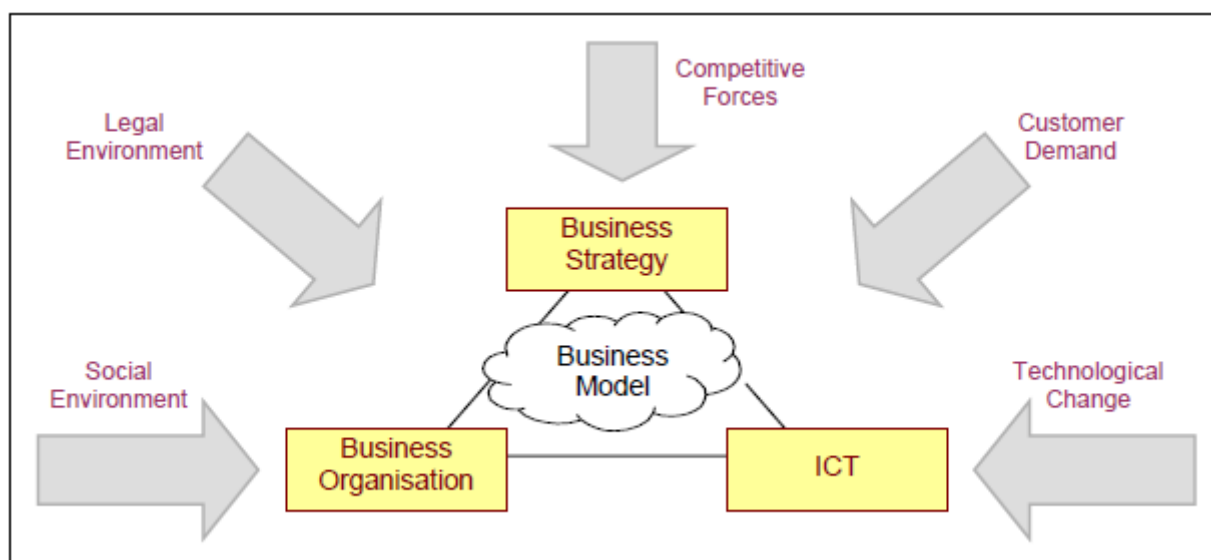 Competitive
Forces
Legal
Environment
Customer
Demand
Business
Strategy
Business
Model
Social
Environment
Technological
Change
Business
Organisation
ICT